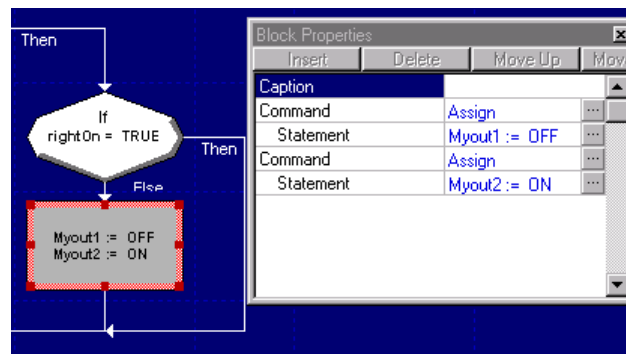 Then
If
rightOn = TRUE
Then
Else
Myout1 := OFF
Myout2 := ON
Block Properties
Insert Delete Move Up Mov
Caption
Command Assign ...
Statement Myout1 := OFF ...
Command Assign ...
Statement Myout2 := ON ...